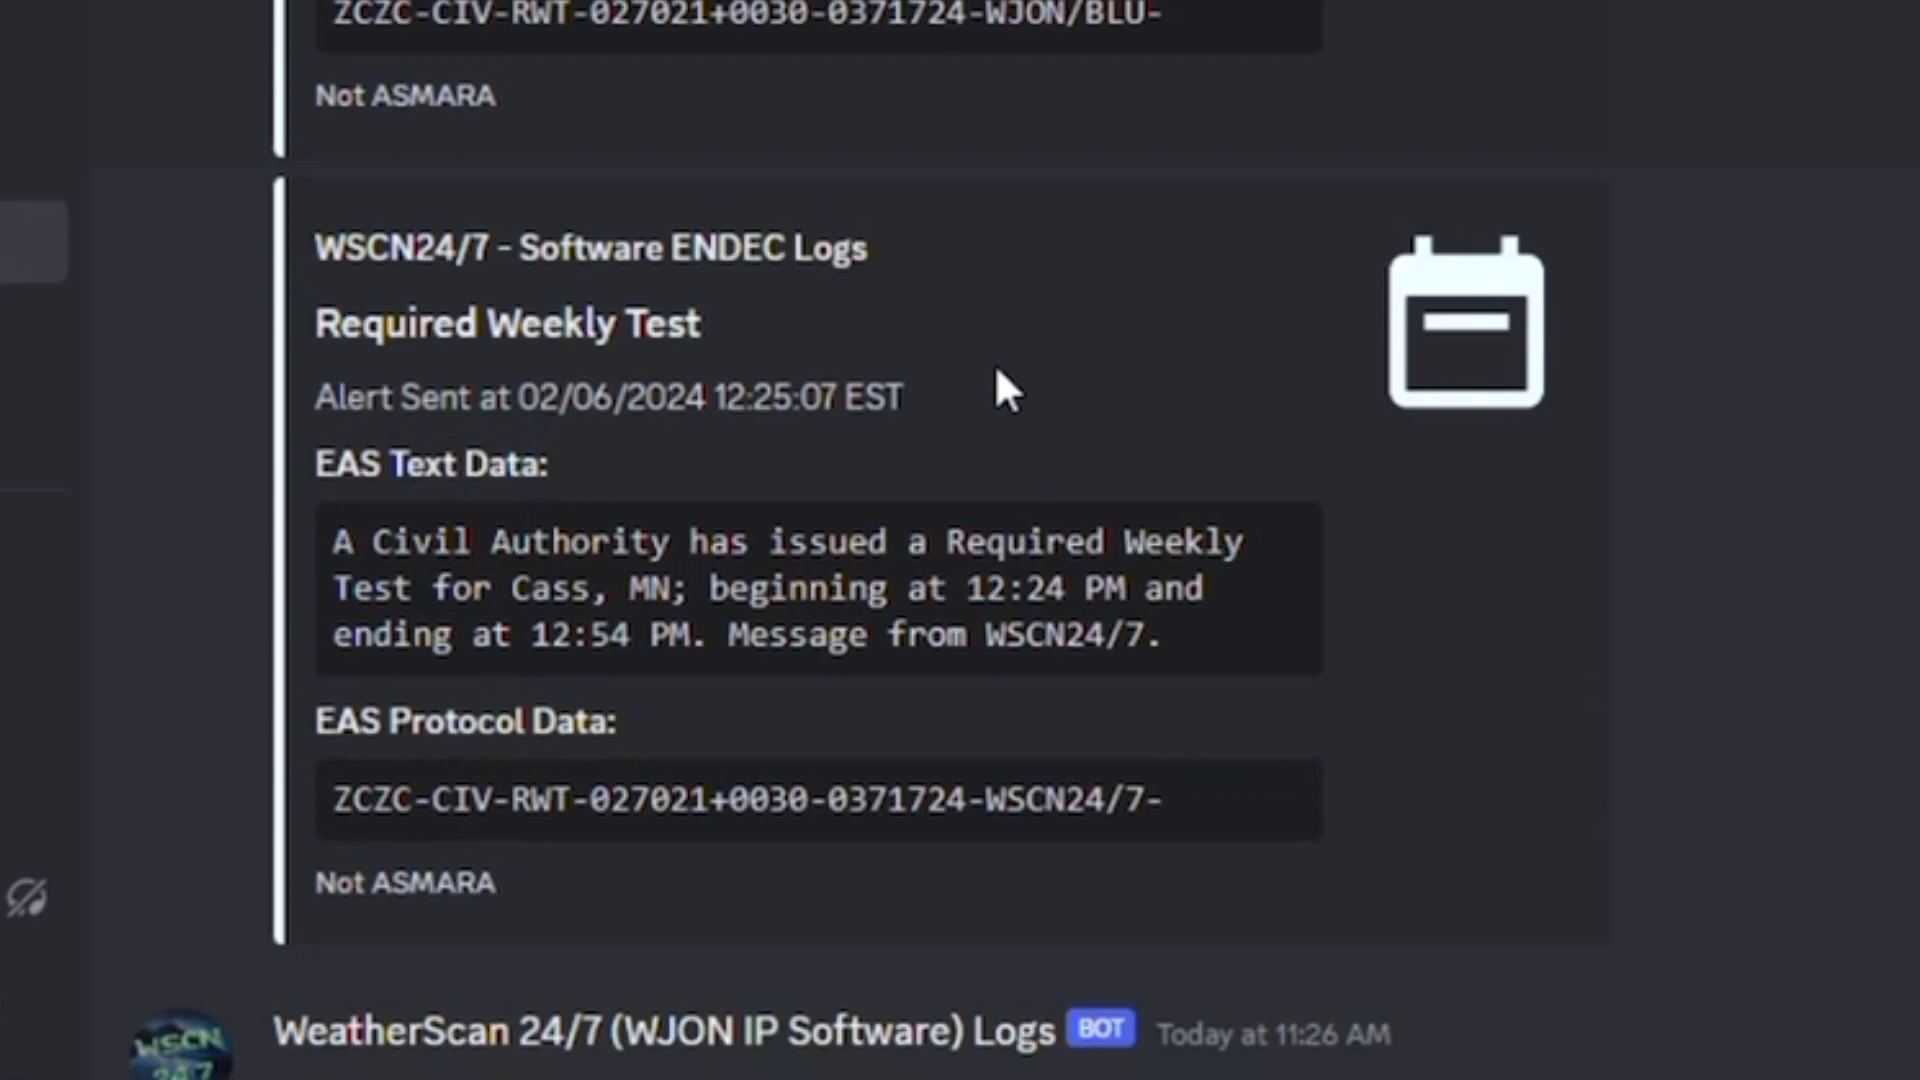 ZCZC-CIV-RWT-027021+0030-0371724-WJON/BLU-
Not ASMARA
WSCN24/7 - Software ENDEC Logs
Required Weekly Test
Alert Sent at 02/06/2024 12:25:07 EST
EAS Text Data:
A Civil Authority has issued a Required Weekly
Test for Cass, MN; beginning at 12:24 PM and
ending at 12:54 PM. Message from WSCN24/7.
EAS Protocol Data:
ZCZC-CIV-RWT-027021+0030-0371724-WSCN24/7-
Not ASMARA
WeatherScan 24/7 (WJON IP Software) Logs BOT Today at 11:26 AM
WSCN
24/7